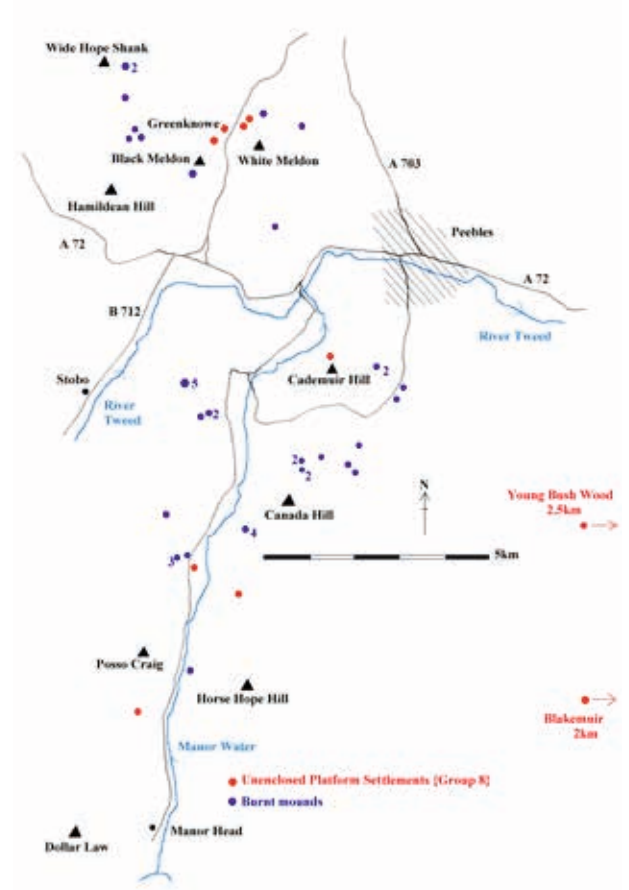 Wide Hope Shank
2
Greenknowe
Black Meldon
White Meldon
A 703
Hamildean Hill
Peebles
A 72
A 72
B 712
River Tweed
Stobo
5
2
Cademuir Hill
River
Tweed
2
2
2
N
Young Bush Wood
2.5km
Canada Hill
4
5km
3
Posso Craig
Horse Hope Hill
Blakemuir
2km
Manor Water
Unenclosed Platform Settlements {Group 8}
Burnt mounds
Manor Head
Dollar Law